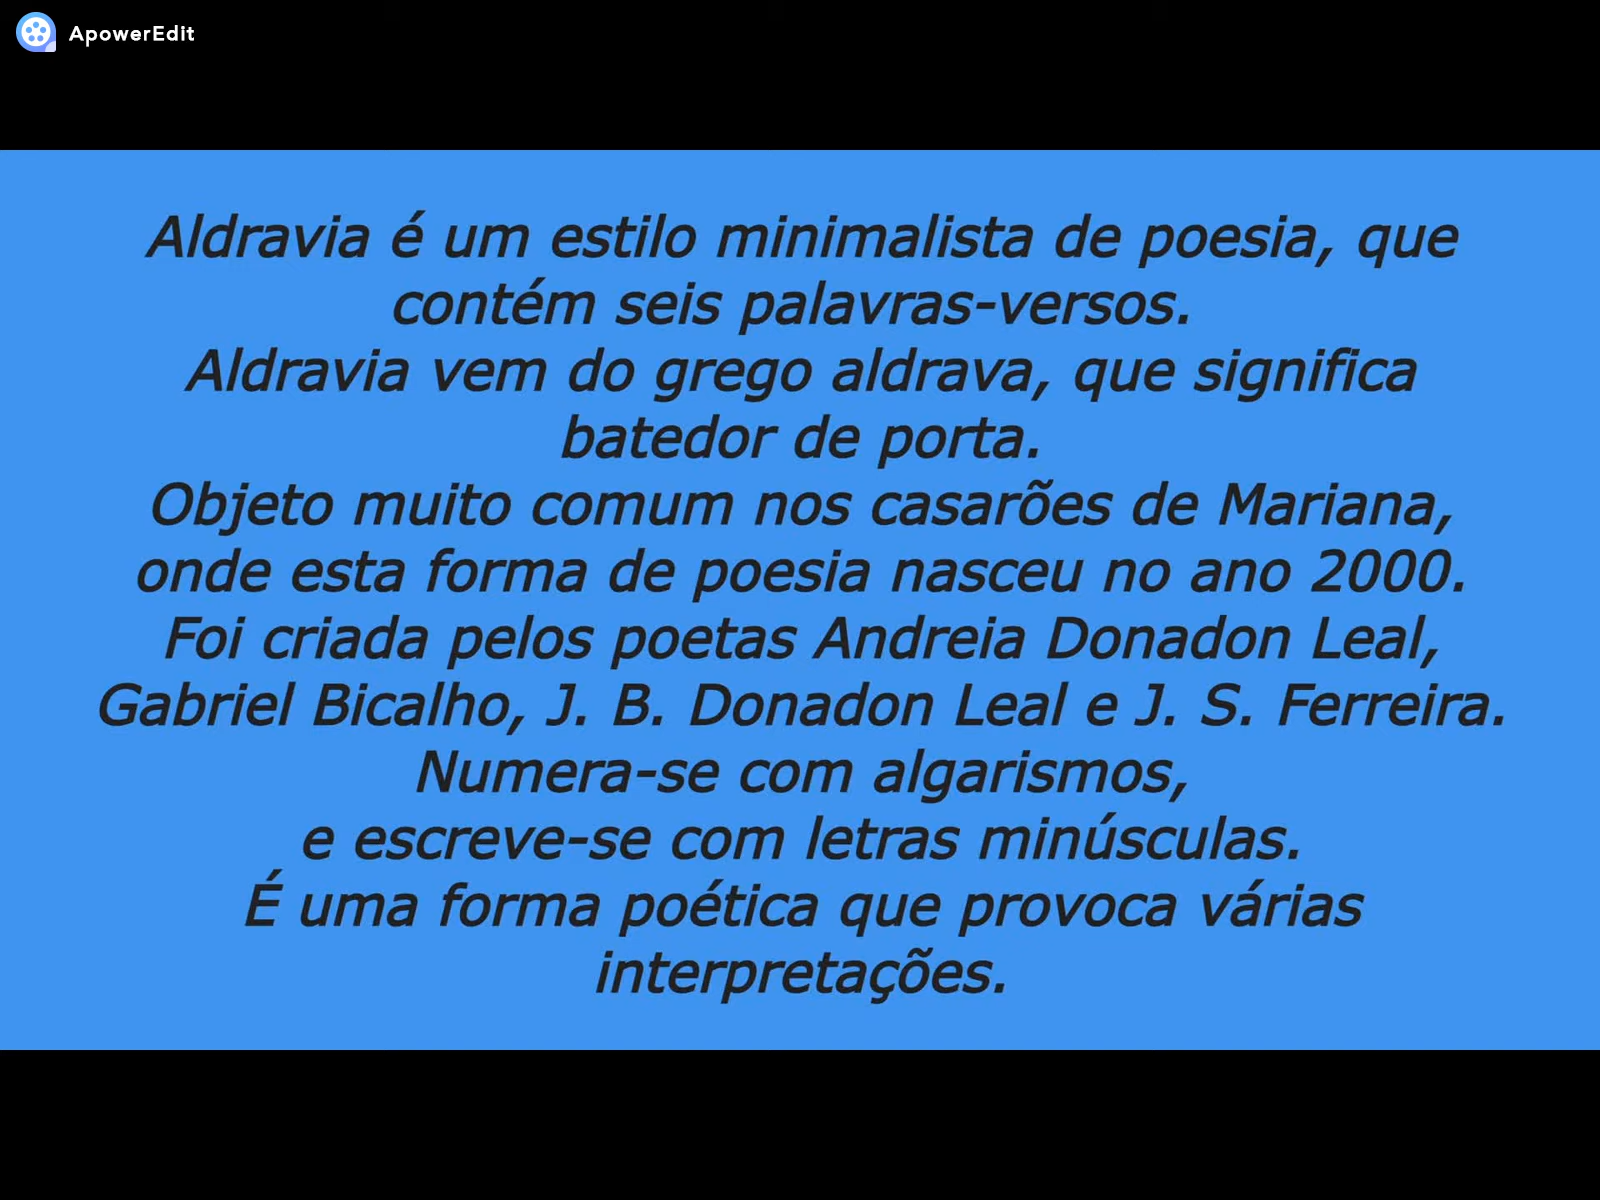 ApowerEdit
Aldravia é um estilo minimalista de poesia, que
contém seis palavras-versos.
Aldravia vem do grego aldrava, que significa
batedor de porta.
Objeto muito comum nos casarões de Mariana,
onde esta forma de poesia nasceu no ano 2000.
Foi criada pelos poetas Andreia Donadon Leal,
Gabriel Bicalho, J. B. Donadon Leal e J. S. Ferreira.
Numera-se com algarismos,
e escreve-se com letras minúsculas.
É uma forma poética que provoca várias
interpretações.